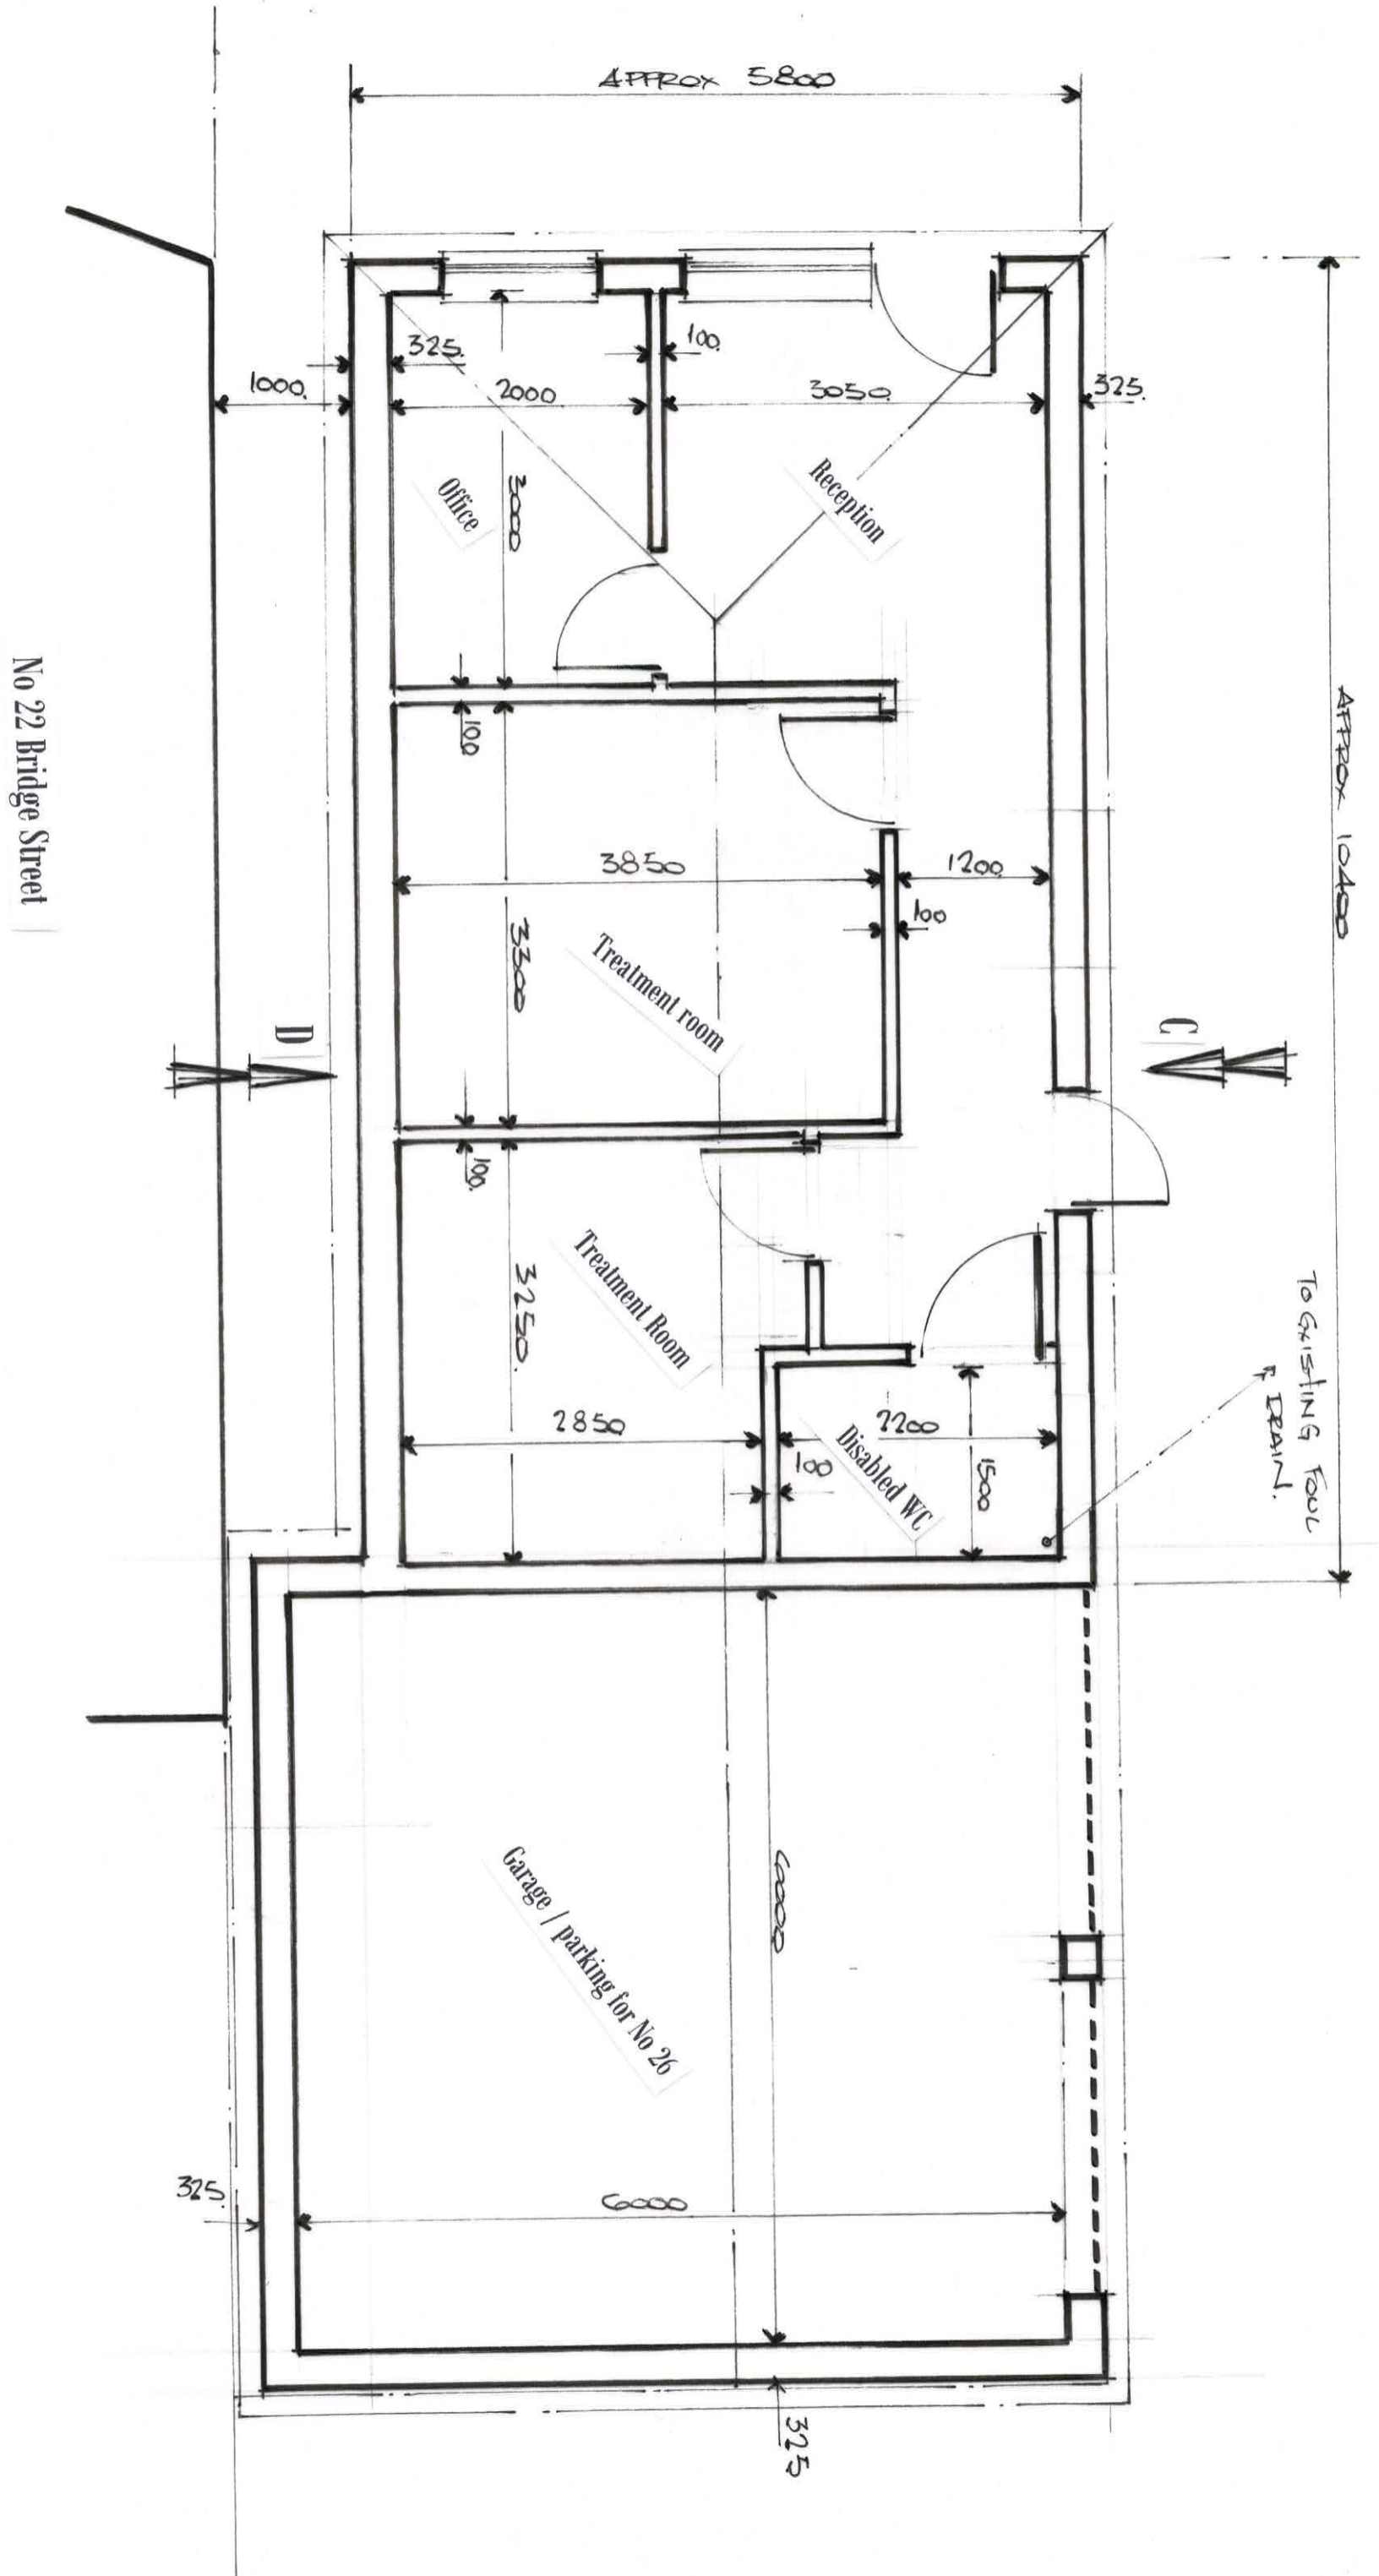 APPROX 5800
325.
100.
1000.
2000
3050.
325.
3000
Office
Reception
APPROX 10400
No 22 Bridge Street
100
3850
1200.
100
3300
Treatment room
D
C
100.
Treatment Room
3250.
TO EXISTING FOUL
DRAIN.
2850
2200
100
Disabled WC
1500
6000
Garage / parking for No 26
325.
6000
325